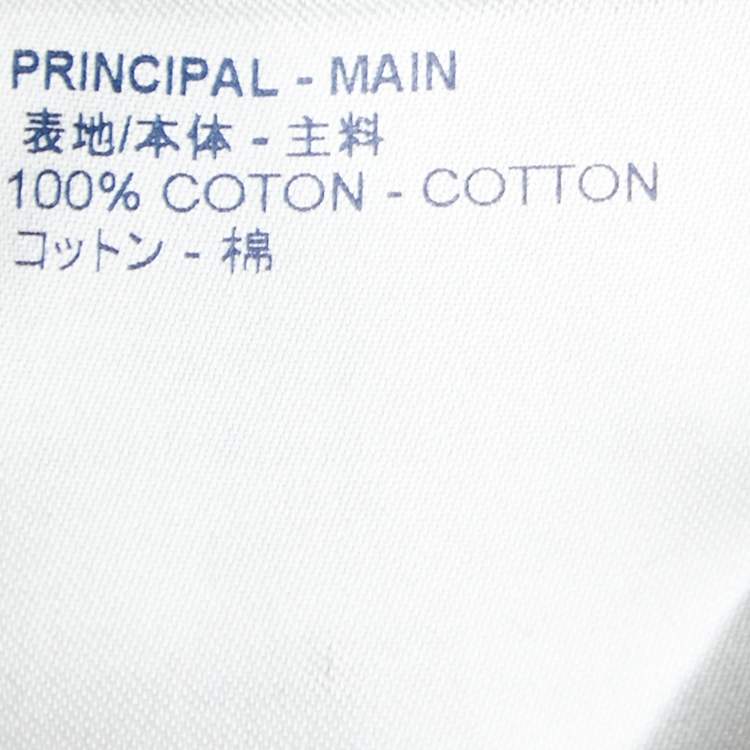 PRINCIPAL - MAIN
表地/本体 - 主料
100% COTON - COTTON
コットン - 棉